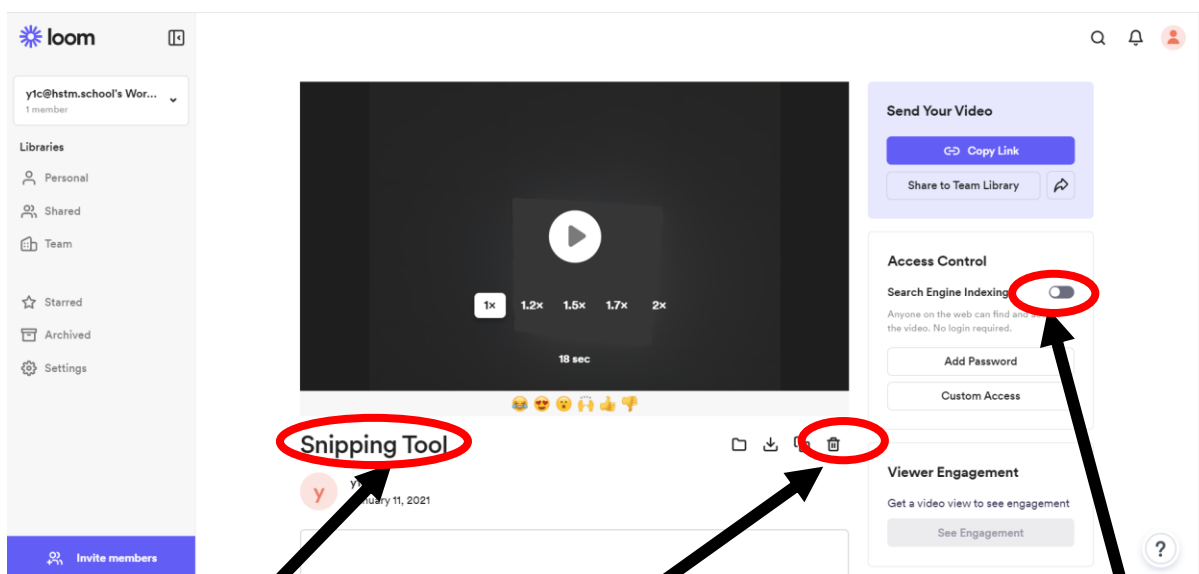 loom
y1c@hstm.school's Wor...
1 member
Libraries
Personal
Shared
Team
Starred
Archived
Settings
Invite members
1× 1.2× 1.5× 1.7× 2×
18 sec
Snipping Tool
y
11, 2021
Send Your Video
Copy Link
Share to Team Library
Access Control
Search Engine Indexing
Anyone on the web can find and
the video. No login required.
Add Password
Custom Access
Viewer Engagement
Get a video view to see engagement
See Engagement
?